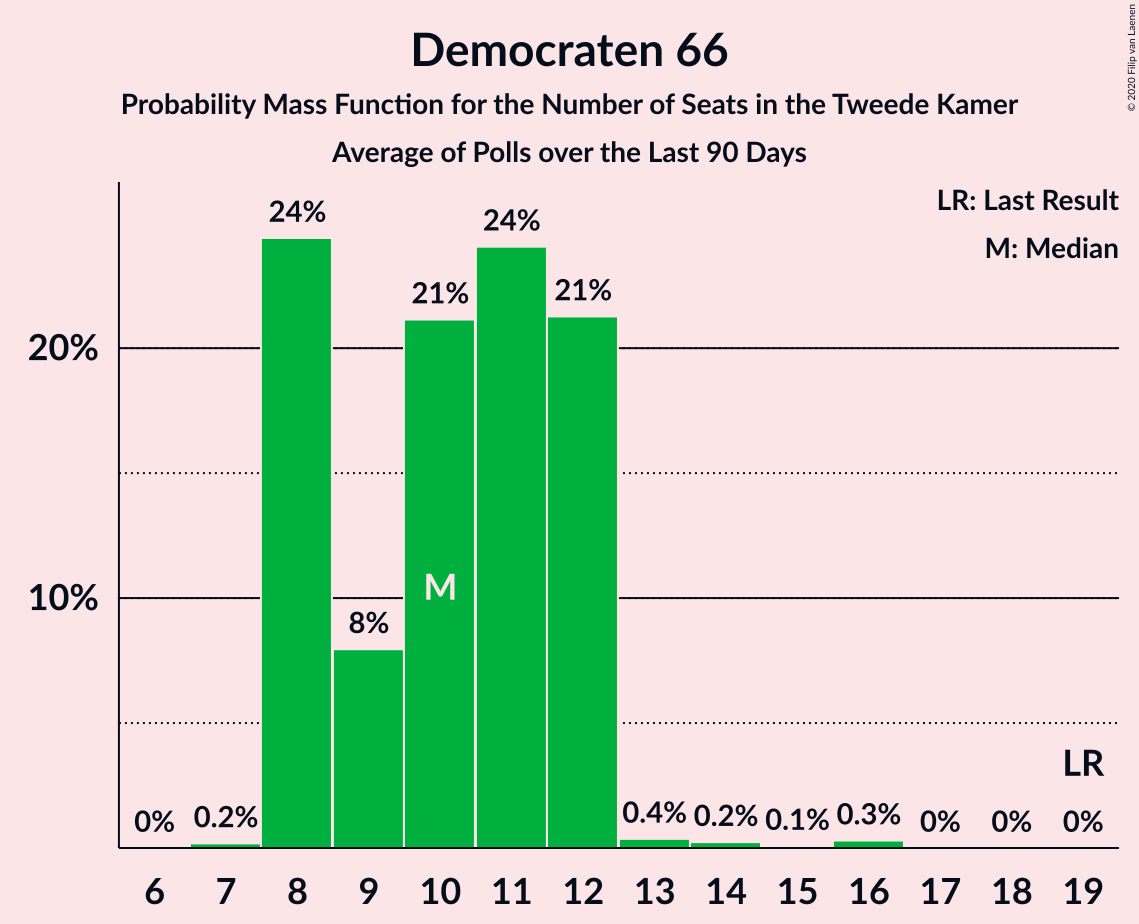 Democraten 66
Probability Mass Function for the Number of Seats in the Tweede Kamer
Average of Polls over the Last 90 Days
© 2020 Filip van Laenen
LR: Last Result
M: Median
24%
24%
21%
21%
20%
M
10%
8%
LR
0%
0.2%
0.4%
0.2%
0.1%
0.3%
0%
0%
0%
6 7 8 9 10 11 12 13 14 15 16 17 18 19